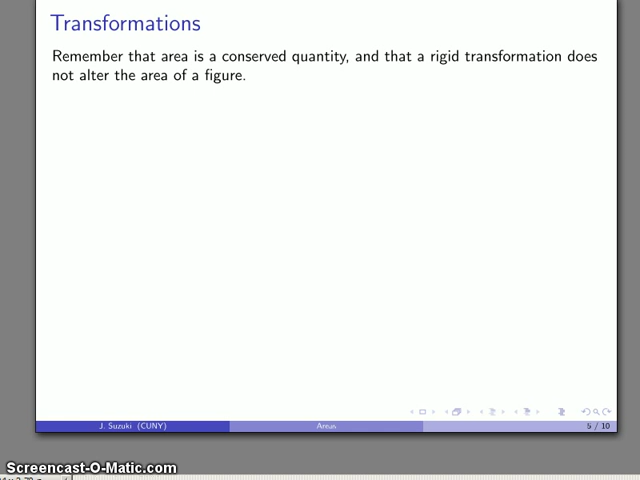 Transformations
Remember that area is a conserved quantity, and that a rigid transformation does
not alter the area of a figure.
J. Suzuki (CUNY)
Areas
5 / 10
Screencast-O-Matic.com